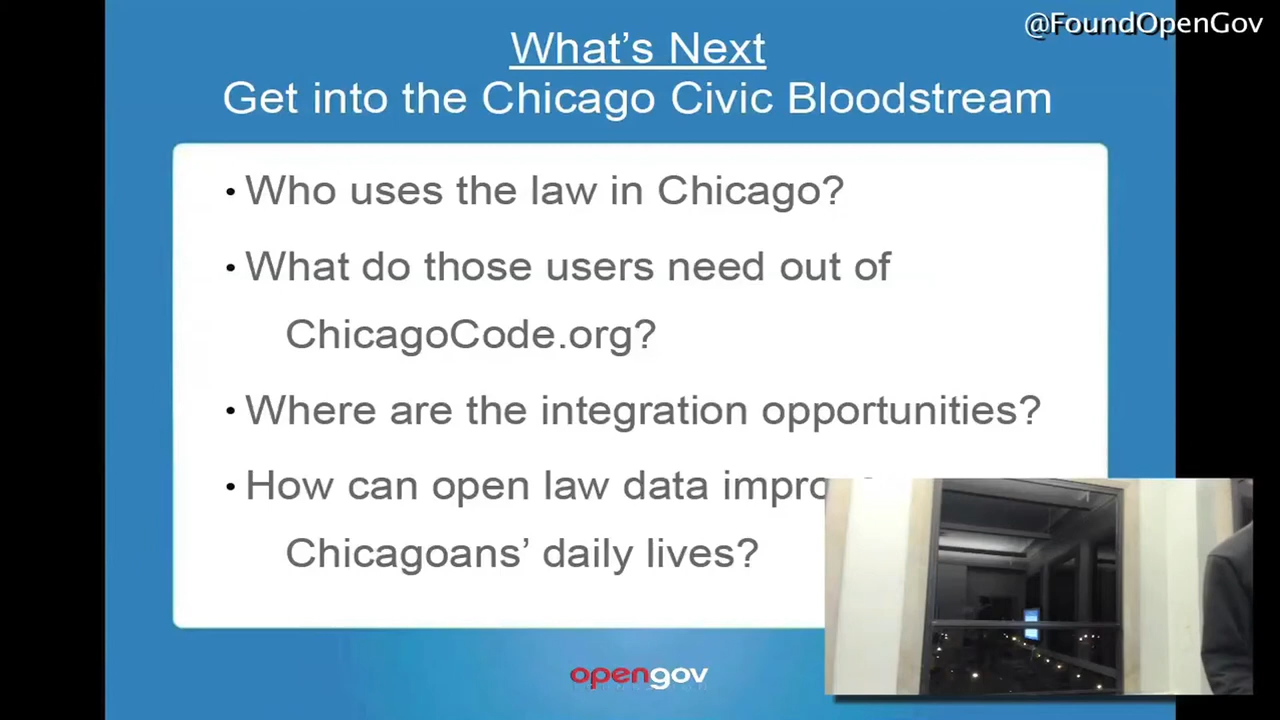 @FoundOpenGov
What’s Next
Get into the Chicago Civic Bloodstream
• Who uses the law in Chicago?
• What do those users need out of
ChicagoCode.org?
• Where are the integration opportunities?
• How can open law data
Chicagoans’ daily lives?
opengov